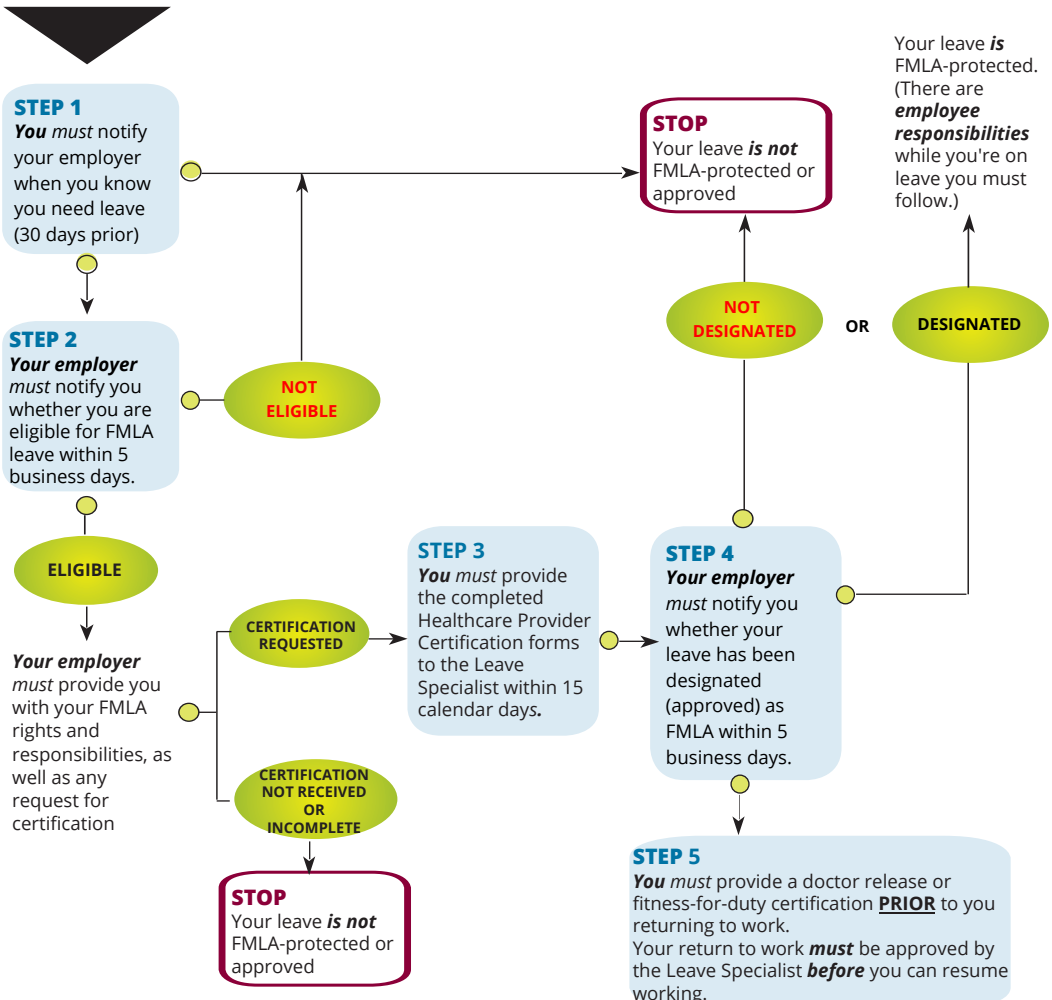 STEP 1
You must notify
your employer
when you know
you need leave
(30 days prior)
STEP 2
Your employer
must notify you
whether you are
eligible for FMLA
leave within 5
business days.
NOT
ELIGIBLE
ELIGIBLE
Your employer
must provide you
with your FMLA
rights and
responsibilities, as
well as any
request for
certification
CERTIFICATION
REQUESTED
CERTIFICATION
NOT RECEIVED
OR
INCOMPLETE
STOP
Your leave is not
FMLA-protected or
approved
STEP 3
You must provide
the completed
Healthcare Provider
Certification forms
to the Leave
Specialist within 15
calendar days.
STEP 4
Your employer
must notify you
whether your
leave has been
designated
(approved) as
FMLA within 5
business days.
NOT
DESIGNATED
OR
DESIGNATED
STOP
Your leave is not
FMLA-protected or
approved
Your leave is
FMLA-protected.
(There are
employee
responsibilities
while you're on
leave you must
follow.)
STEP 5
You must provide a doctor release or
fitness-for-duty certification PRIOR to you
returning to work.
Your return to work must be approved by
the Leave Specialist before you can resume
working.